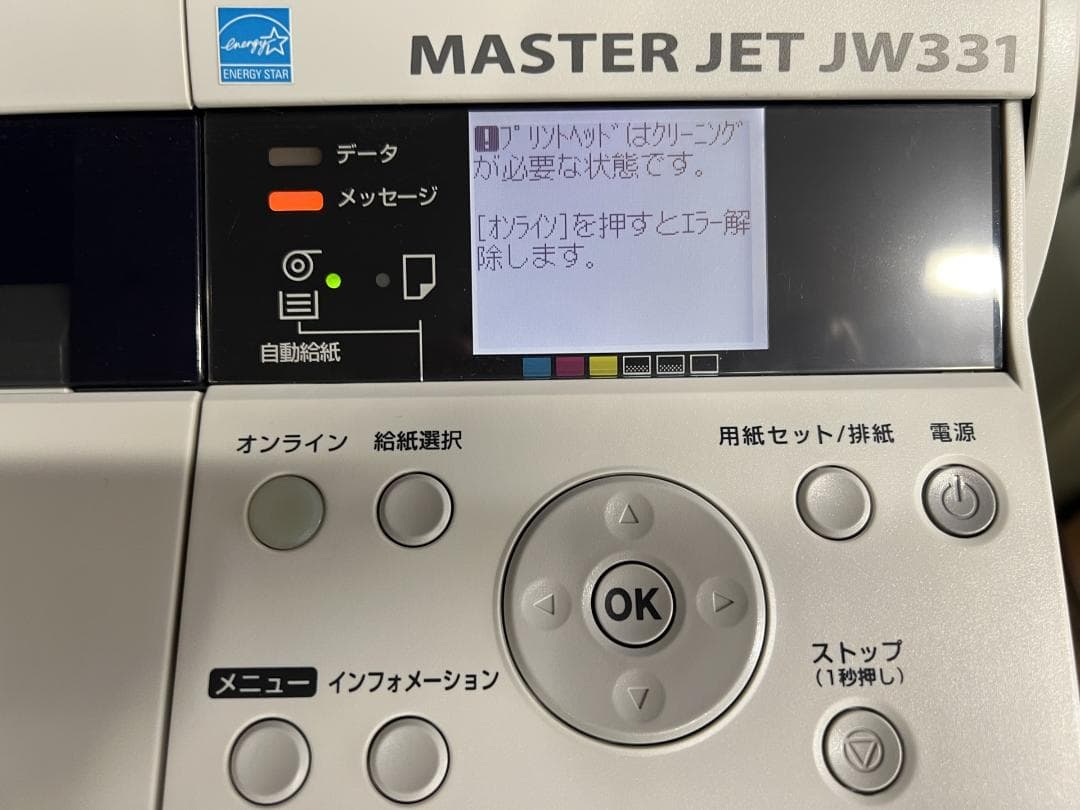 energy
ENERGY STAR
MASTER JET JW331
データ
メッセージ
自動給紙
!プリントヘッドはクリーニング
が必要な状態です。
[オンライン]を押すとエラー解
除します。
オンライン
給紙選択
用紙セット/排紙
電源
OK
ストップ
(1秒押し)
メニュー
インフォメーション